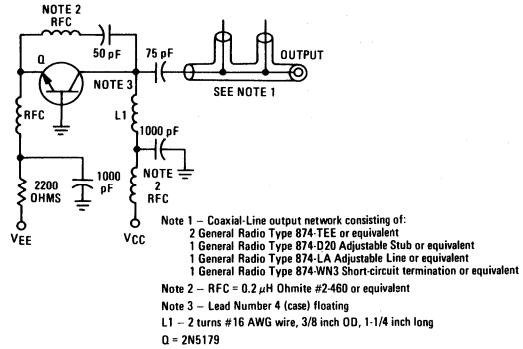 NOTE 2
RFC
50 pF
75 pF
OUTPUT
Q
NOTE 3
SEE NOTE 1
RFC
L1
1000 pF
1000
pF
NOTE
2
RFC
2200
OHMS
VEE
VCC
Note 1 – Coaxial-Line output network consisting of:
2 General Radio Type 874-TEE or equivalent
1 General Radio Type 874-D20 Adjustable Stub or equivalent
1 General Radio Type 874-LA Adjustable Line or equivalent
1 General Radio Type 874-WN3 Short-circuit termination or equivalent
Note 2 – RFC = 0.2 μH Ohmite #2-460 or equivalent
Note 3 – Lead Number 4 (case) floating
L1 – 2 turns #16 AWG wire, 3/8 inch OD, 1-1/4 inch long
Q = 2N5179